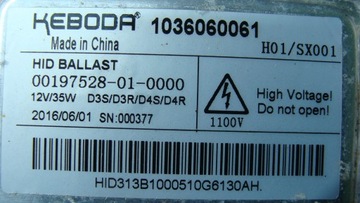 KEBODA® 1036060061
Made in China
H01/SX001
HID BALLAST
00197528-01-0000
12V/35W D3S/D3R/D4S/D4R
2016/06/01 SN:000377
1100V
High Voltage!
Do not open!
HID313B1000510G6130AH.